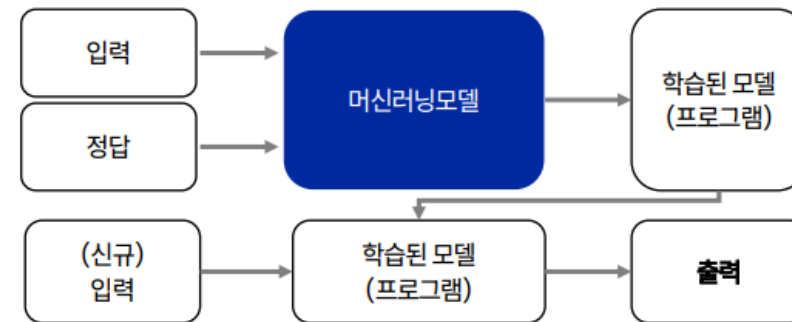 입력
머신러닝모델
학습된 모델
(프로그램)
정답
(신규)
입력
학습된 모델
(프로그램)
출력